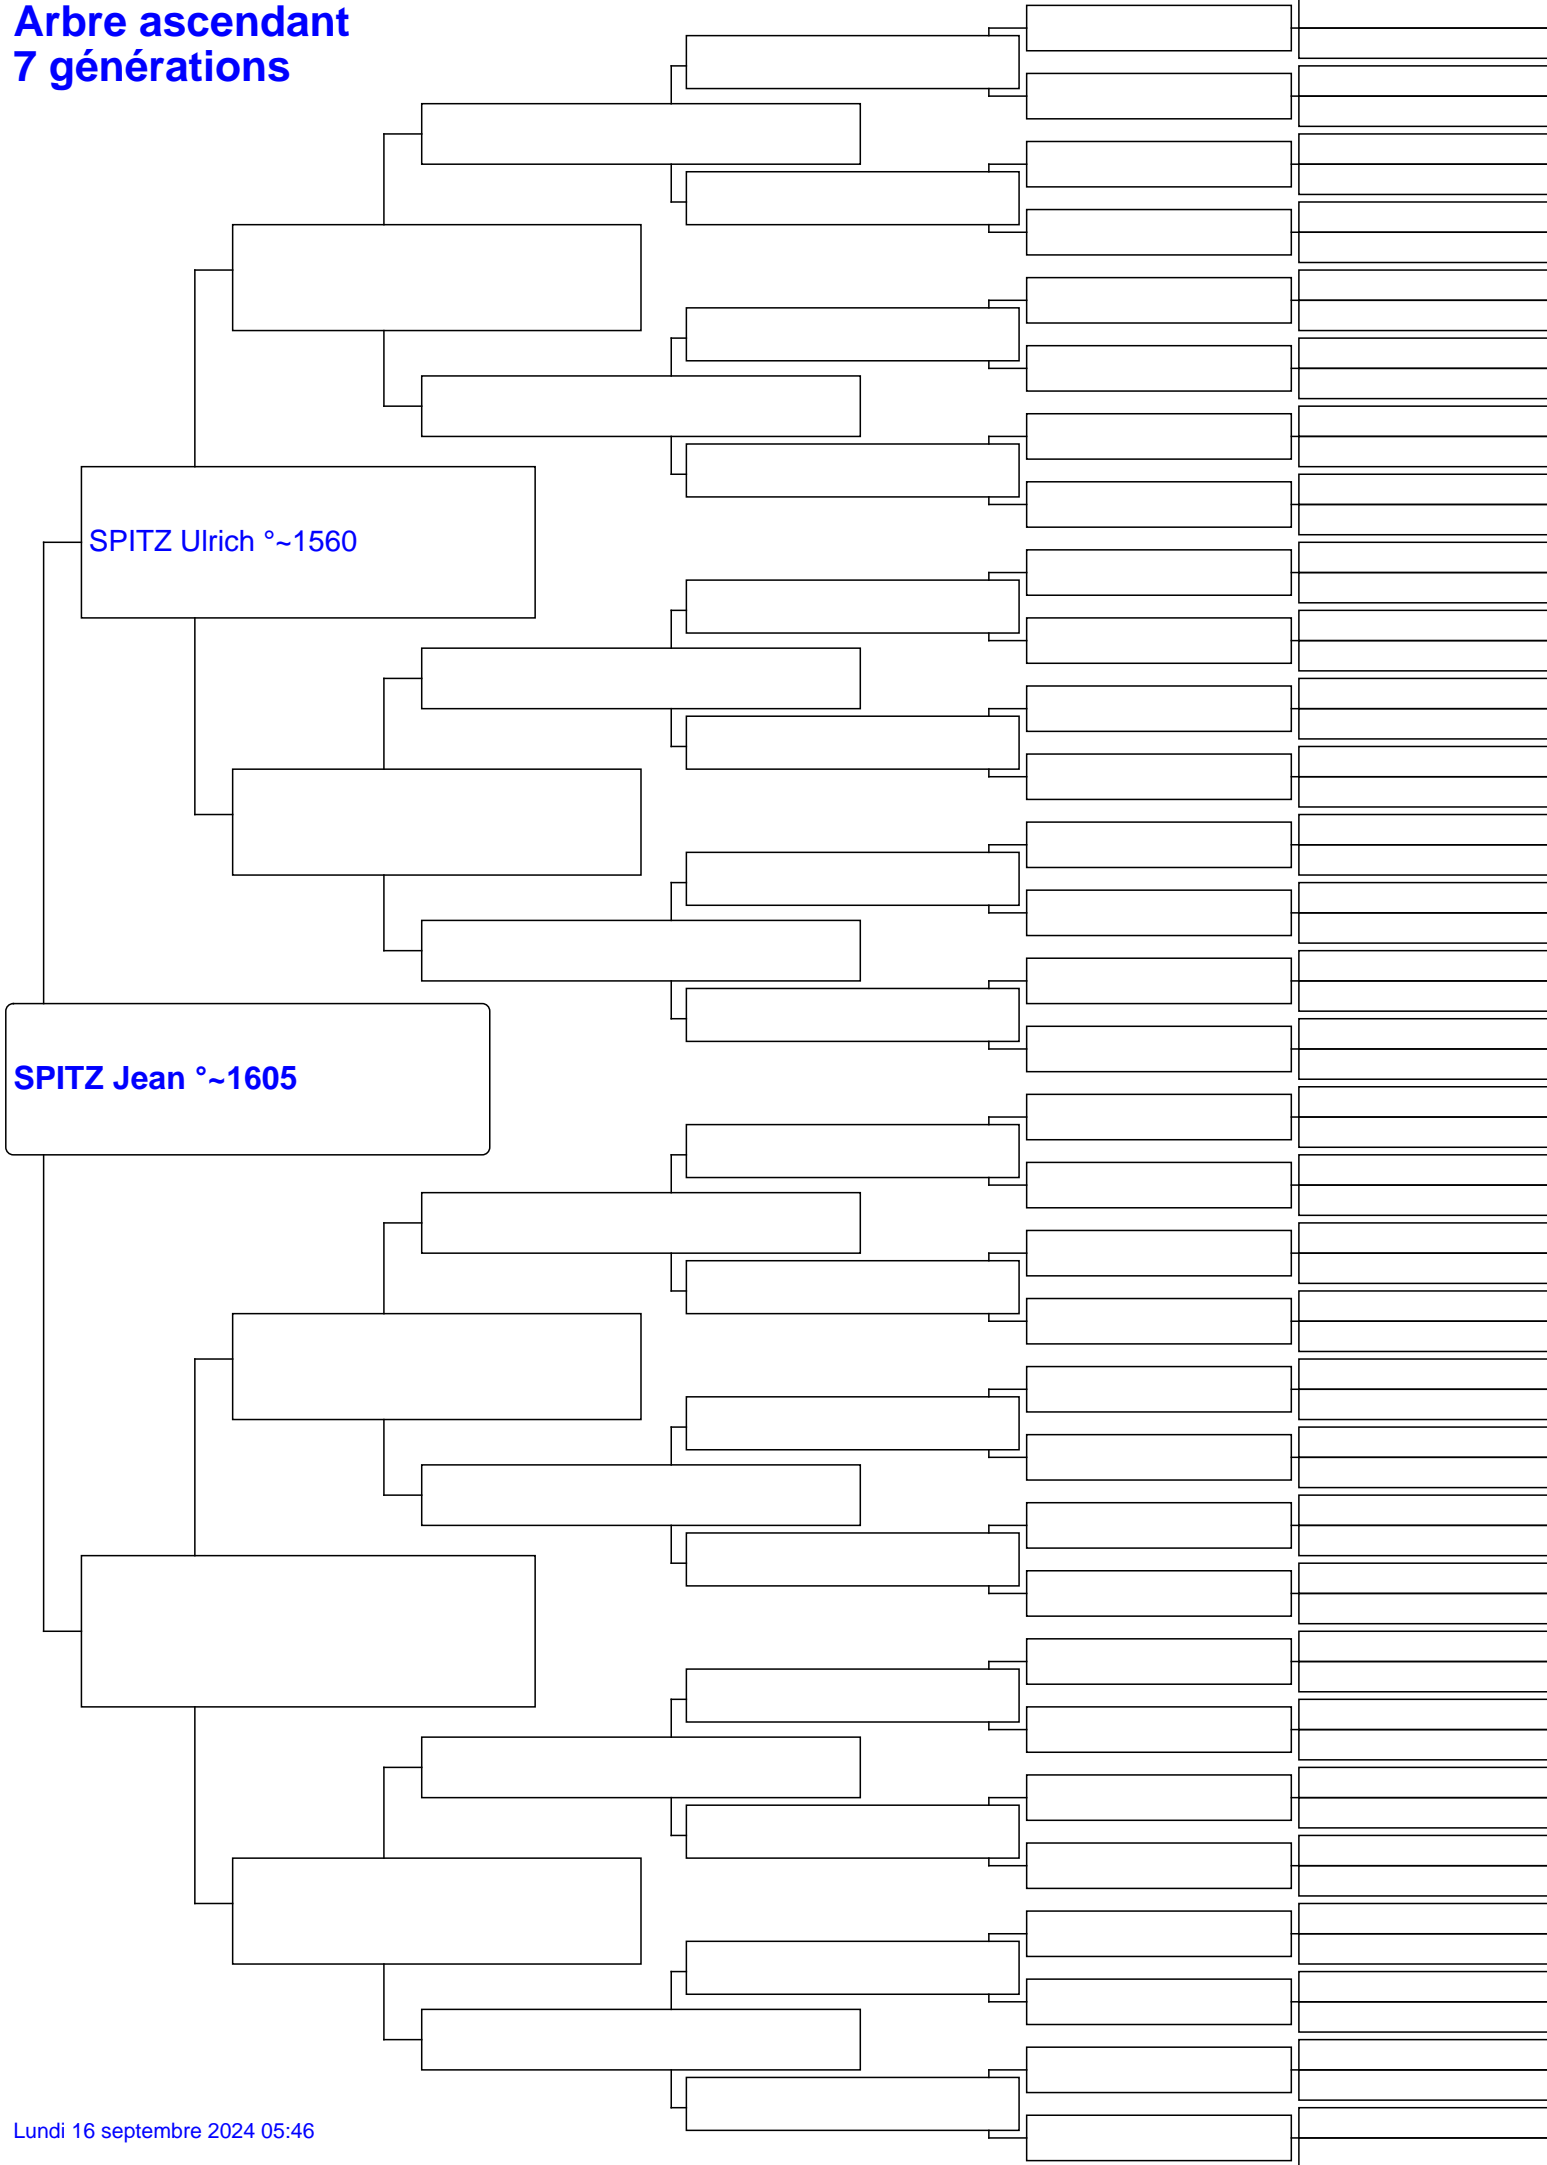 Arbre ascendant
7 générations
SPITZ Ulrich °~1560
SPITZ Jean °~1605
Lundi 16 septembre 2024 05:46